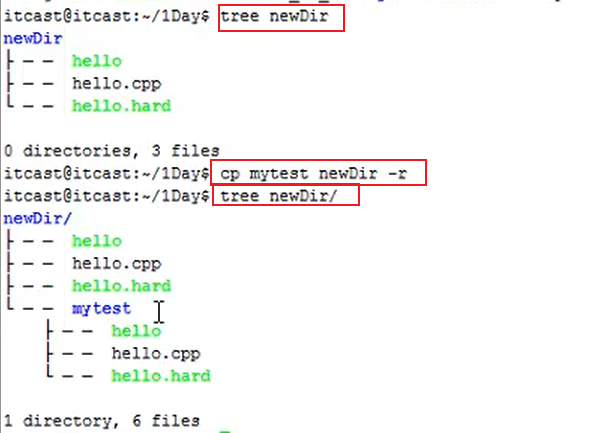 itcast@itcast:~/1Day$ tree newDir
newDir
├── hello
├── hello.cpp
└── hello.hard
0 directories, 3 files
itcast@itcast:~/1Day$ cp mytest newDir -r
itcast@itcast:~/1Day$ tree newDir/
newDir/
├── hello
├── hello.cpp
├── hello.hard
└── mytest
    ├── hello
    ├── hello.cpp
    └── hello.hard
1 directory, 6 files